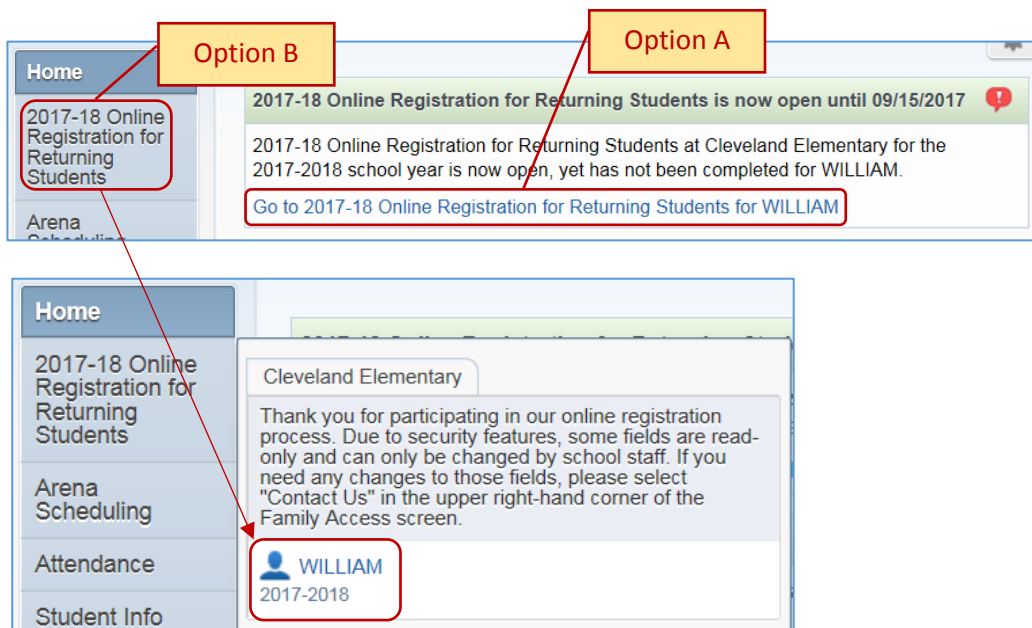 Option B
Option A
Home
2017-18 Online
Registration for
Returning
Students
Arena
Scheduling
2017-18 Online Registration for Returning Students is now open until 09/15/2017
2017-18 Online Registration for Returning Students at Cleveland Elementary for the
2017-2018 school year is now open, yet has not been completed for WILLIAM.
Go to 2017-18 Online Registration for Returning Students for WILLIAM
Home
2017-18 Online
Registration for
Returning
Students
Arena
Scheduling
Attendance
Student Info
Cleveland Elementary
Thank you for participating in our online registration
process. Due to security features, some fields are read-
only and can only be changed by school staff. If you
need any changes to those fields, please select
"Contact Us" in the upper right-hand corner of the
Family Access screen.
WILLIAM
2017-2018